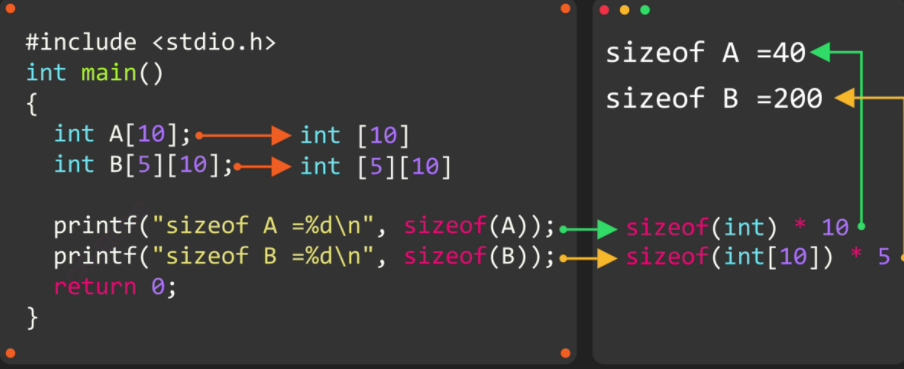 #include <stdio.h>
int main()
{
int A[10]; int [10]
int B[5][10]; int [5][10]
printf("sizeof A =%d\n", sizeof(A));
printf("sizeof B =%d\n", sizeof(B));
return 0;
}
sizeof A =40
sizeof B =200
sizeof(int) * 10
sizeof(int[10]) * 5